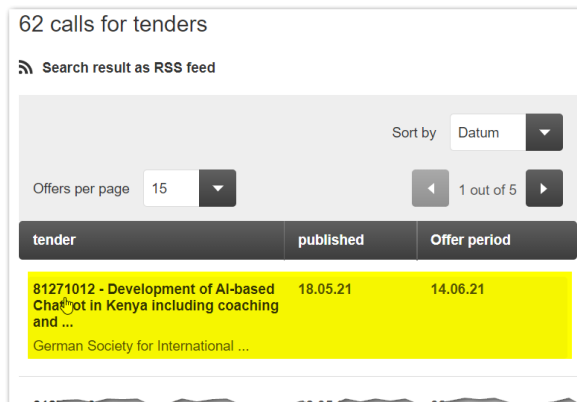 62 calls for tenders
Search result as RSS feed
Sort by Datum
Offers per page 15
1 out of 5
tender published Offer period
81271012 - Development of AI-based 18.05.21 14.06.21
Chatbot in Kenya including coaching
and ...
German Society for International ...